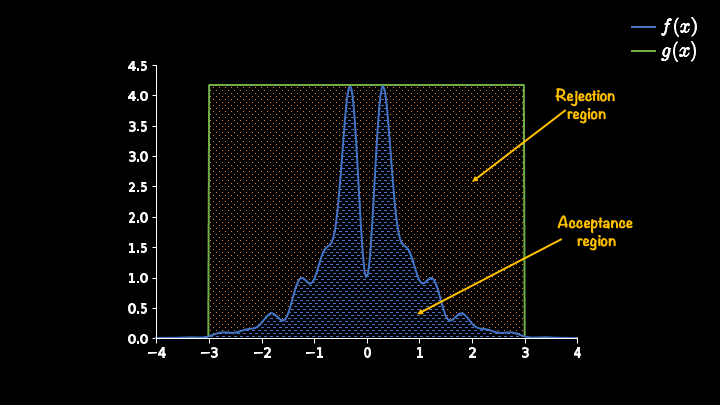 f(x)
g(x)
4.5
4.0
3.5
3.0
2.5
2.0
1.5
1.0
0.5
0.0
−4 −3 −2 −1 0 1 2 3 4
Rejection
region
Acceptance
region